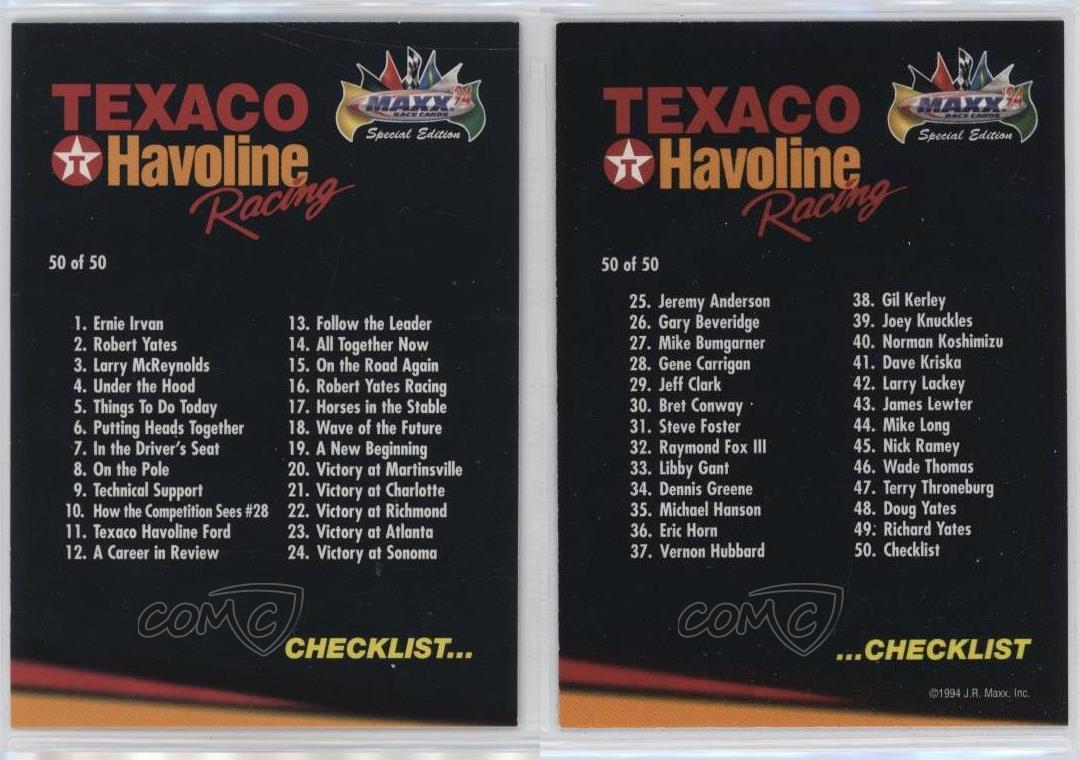 TEXACO
MAXX '94
RACE CARDS
Special Edition
T Havoline
Racing
50 of 50
1. Ernie Irvan
2. Robert Yates
3. Larry McReynolds
4. Under the Hood
5. Things To Do Today
6. Putting Heads Together
7. In the Driver's Seat
8. On the Pole
9. Technical Support
10. How the Competition Sees #28
11. Texaco Havoline Ford
12. A Career in Review
13. Follow the Leader
14. All Together Now
15. On the Road Again
16. Robert Yates Racing
17. Horses in the Stable
18. Wave of the Future
19. A New Beginning
20. Victory at Martinsville
21. Victory at Charlotte
22. Victory at Richmond
23. Victory at Atlanta
24. Victory at Sonoma
COMC
CHECKLIST...
TEXACO
MAXX '94
RACE CARDS
Special Edition
T Havoline
Racing
50 of 50
25. Jeremy Anderson
26. Gary Beveridge
27. Mike Bumgarner
28. Gene Carrigan
29. Jeff Clark
30. Bret Conway
31. Steve Foster
32. Raymond Fox III
33. Libby Gant
34. Dennis Greene
35. Michael Hanson
36. Eric Horn
37. Vernon Hubbard
38. Gil Kerley
39. Joey Knuckles
40. Norman Koshimizu
41. Dave Kriska
42. Larry Lackey
43. James Lewter
44. Mike Long
45. Nick Ramey
46. Wade Thomas
47. Terry Throneburg
48. Doug Yates
49. Richard Yates
50. Checklist
COMC
...CHECKLIST
©1994 J.R. Maxx, Inc.